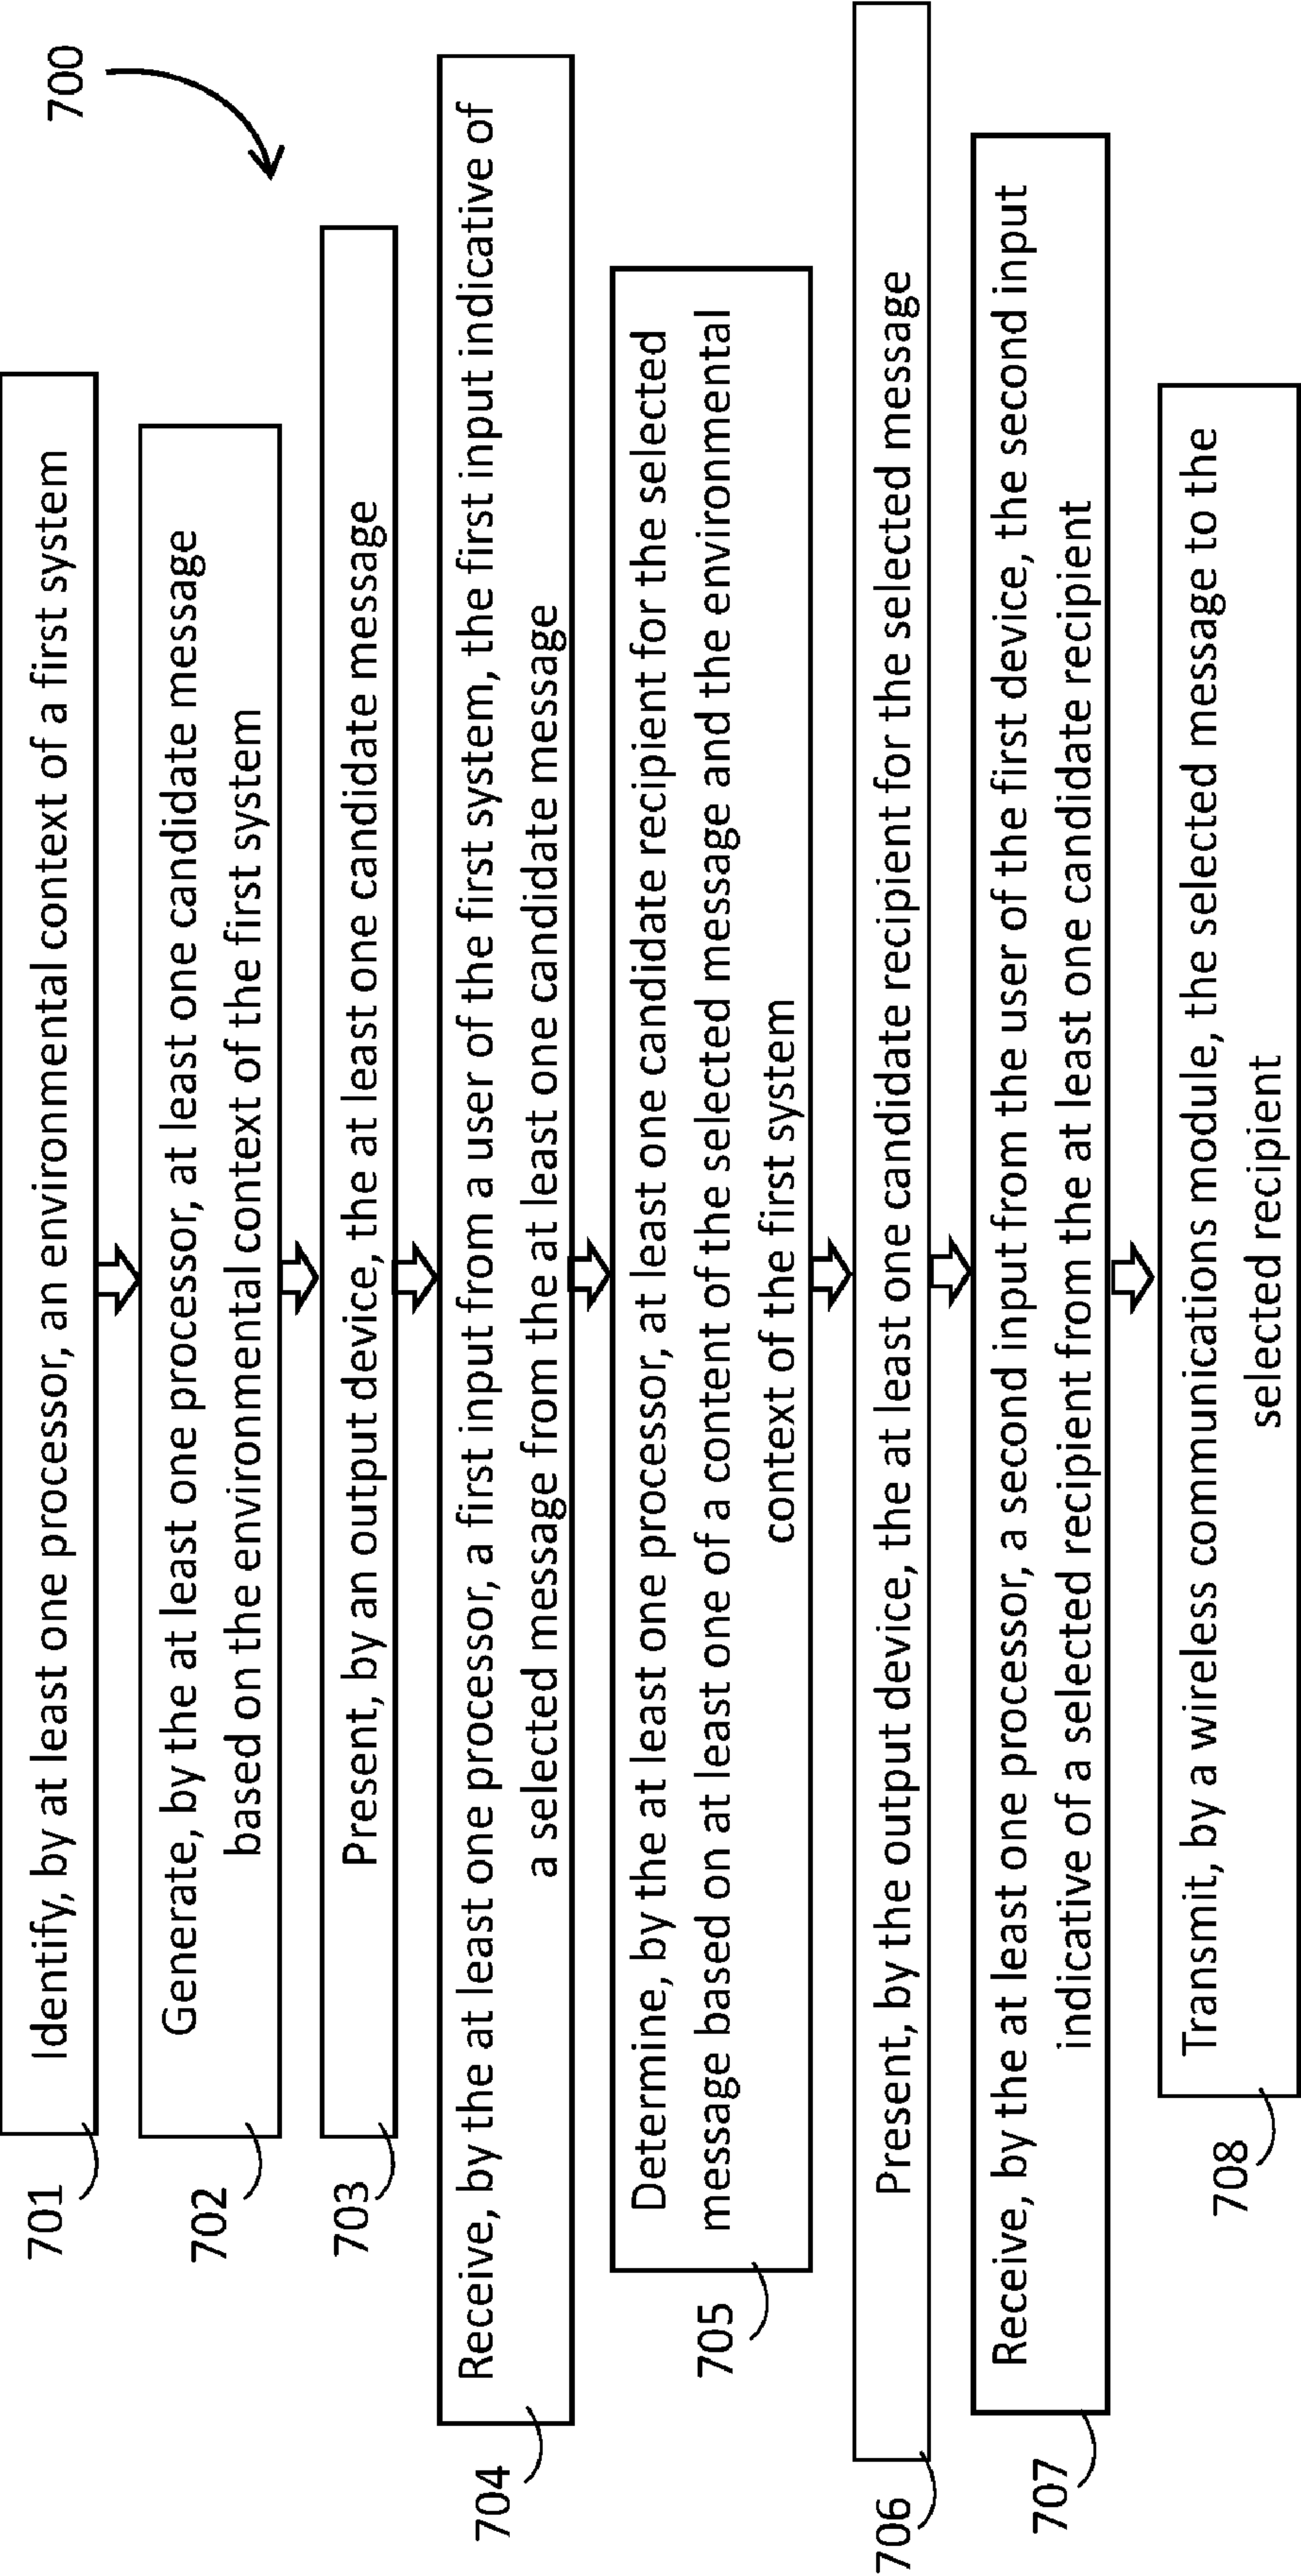 700
701
Identify, by at least one processor, an environmental context of a first system
702
Generate, by the at least one processor, at least one candidate message
based on the environmental context of the first system
703
Present, by an output device, the at least one candidate message
704
Receive, by the at least one processor, a first input from a user of the first system, the first input indicative of
a selected message from the at least one candidate message
705
Determine, by the at least one processor, at least one candidate recipient for the selected
message based on at least one of a content of the selected message and the environmental
context of the first system
706
Present, by the output device, the at least one candidate recipient for the selected message
707
Receive, by the at least one processor, a second input from the user of the first device, the second input
indicative of a selected recipient from the at least one candidate recipient
708
Transmit, by a wireless communications module, the selected message to the
selected recipient